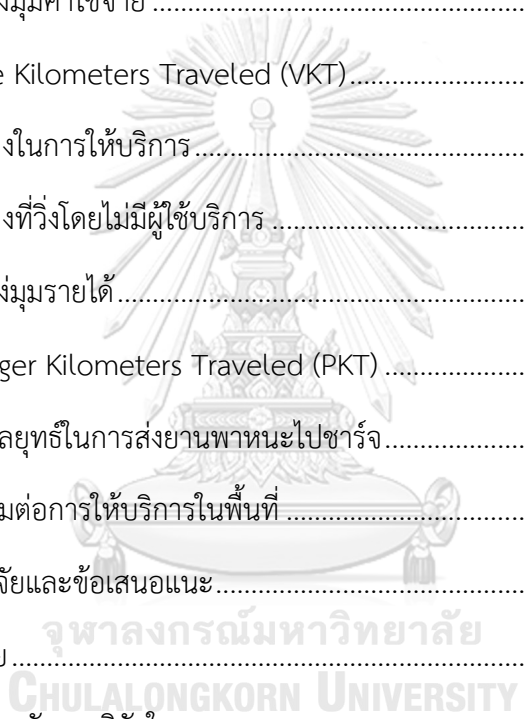 งมุมค่าใช้จ่าย ........................................
e Kilometers Traveled (VKT)........................
งในการให้บริการ........................................
งที่วิ่งโดยไม่มีผู้ใช้บริการ ..............................
ง่มุมรายได้................................................
ger Kilometers Traveled (PKT) ...................
ลยุทธ์ในการส่งยานพาหนะไปชาร์จ....................
มต่อการให้บริการในพื้นที่ ..............................
จัยและข้อเสนอแนะ....................................
จุฬาลงกรณ์มหาวิทยาลัย
ย ............................................................
CHULALONGKORN UNIVERSITY